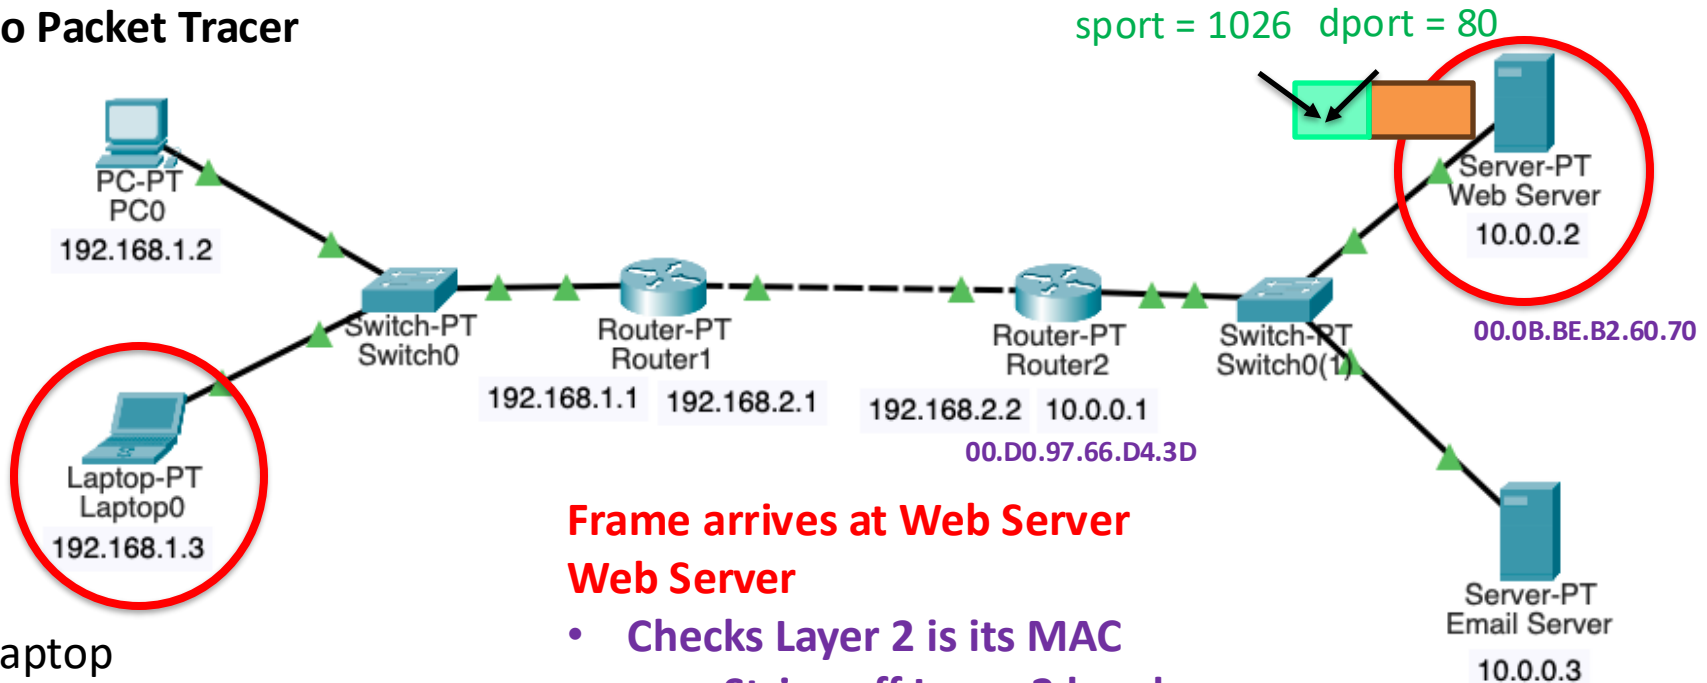 o Packet Tracer
sport = 1026 dport = 80
PC-PT
PC0
192.168.1.2
Switch-PT
Switch0
Router-PT
Router1
192.168.1.1 192.168.2.1
Router-PT
Router2
192.168.2.2 10.0.0.1
00.D0.97.66.D4.3D
Switch-PT
Switch0(1)
Server-PT
Web Server
10.0.0.2
00.0B.BE.B2.60.70
Laptop-PT
Laptop0
192.168.1.3
Frame arrives at Web Server
Web Server
• Checks Layer 2 is its MAC
Server-PT
Email Server
10.0.0.3
aptop